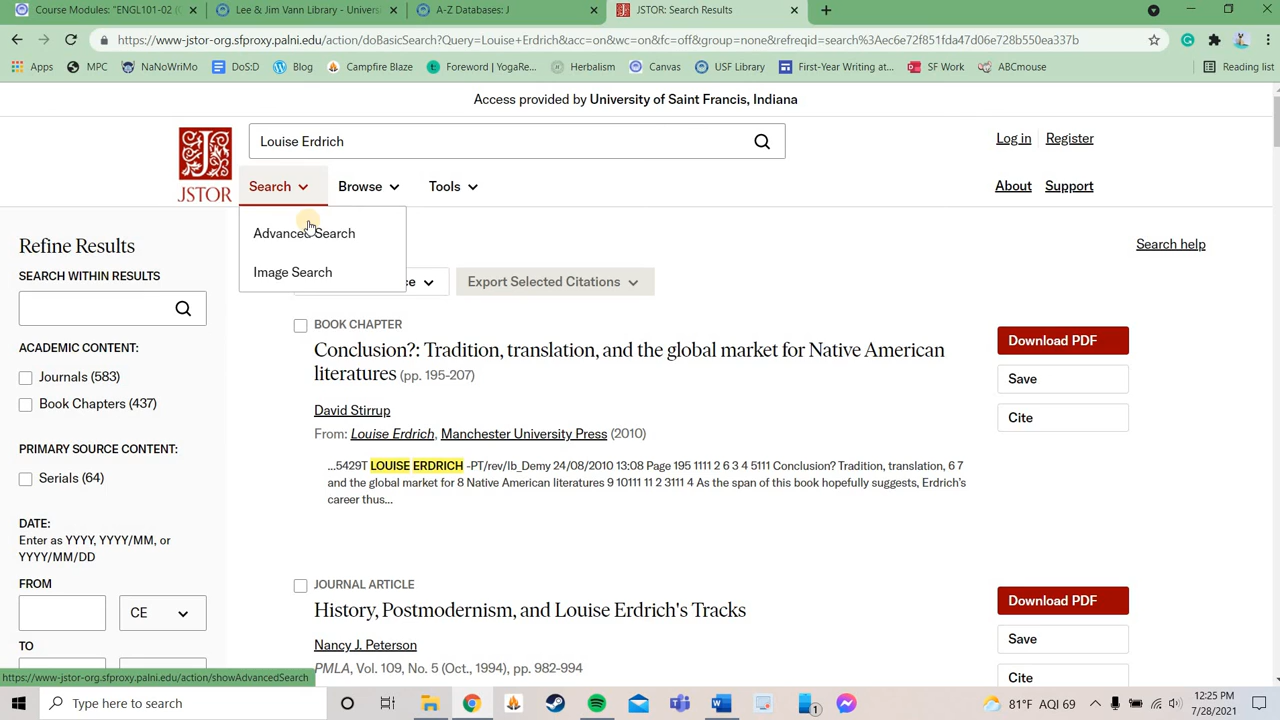 Course Modules: "ENGL101-02 (
Lee & Jim Vann Library - Univers
A-Z Databases: J
JSTOR: Search Results
https://www-jstor-org.sfproxy.palni.edu/action/doBasicSearch?Query=Louise+Erdrich&acc=on&wc=on&fc=off&group=none&refreqid=search%3Aec6e72f851fda47d06e728b550ea337b
Apps
MPC
NaNoWriMo
DoS:D
Blog
Campfire Blaze
Foreword | YogaRe...
Herbalism
Canvas
USF Library
First-Year Writing at...
SF Work
ABCmouse
Reading list
Access provided by University of Saint Francis, Indiana
JSTOR
Louise Erdrich
Log in Register
Search Browse Tools
About Support
Advanced Search
Image Search
Search help
Refine Results
SEARCH WITHIN RESULTS
ACADEMIC CONTENT:
Journals (583)
Book Chapters (437)
PRIMARY SOURCE CONTENT:
Serials (64)
DATE:
Enter as YYYY, YYYY/MM, or
YYYY/MM/DD
FROM
CE
TO
ce
Export Selected Citations
BOOK CHAPTER
Conclusion?: Tradition, translation, and the global market for Native American
literatures (pp. 195-207)
David Stirrup
From: Louise Erdrich, Manchester University Press (2010)
...5429T LOUISE ERDRICH -PT/rev/lb_Demy 24/08/2010 13:08 Page 195 1111 2 6 3 4 5111 Conclusion? Tradition, translation, 6 7
and the global market for 8 Native American literatures 9 10111 11 2 3111 4 As the span of this book hopefully suggests, Erdrich's
career thus...
Download PDF
Save
Cite
JOURNAL ARTICLE
History, Postmodernism, and Louise Erdrich's Tracks
Nancy J. Peterson
PMLA, Vol. 109, No. 5 (Oct., 1994), pp. 982-994
Download PDF
Save
Cite
https://www-jstor-org.sfproxy.palni.edu/action/showAdvancedSearch
Type here to search
1
81°F AQI 69
12:25 PM
7/28/2021